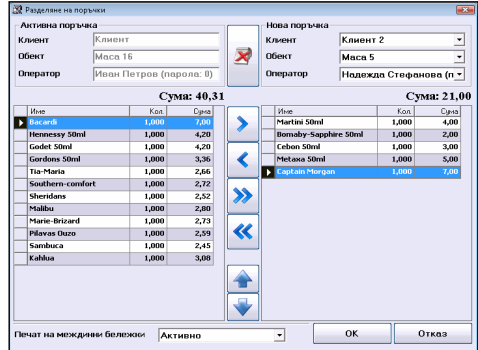 Разделяне на поръчки
Активна поръчка
Клиент Клиент
Обект Маса 16
Оператор Иван Петров (парола: 0)
Нова поръчка
Клиент Клиент 2
Обект Маса 5
Оператор Надежда Стефанова (п
Сума: 40,31
Сума: 21,00
Име Кол. Сума
Bacardi 1,000 7,00
Hennessy 50ml 1,000 4,20
Godet 50ml 1,000 4,20
Gordons 50ml 1,000 3,36
Tia-Maria 1,000 2,66
Southern-comfort 1,000 2,72
Sheridans 1,000 2,52
Malibu 1,000 2,80
Marie-Brizard 1,000 2,73
Pilavas Ouzo 1,000 2,59
Sambuca 1,000 2,45
Kahlua 1,000 3,08
Име Кол. Сума
Martini 50ml 1,000 4,00
Bomaby-Sapphire 50ml 1,000 2,00
Cebon 50ml 1,000 3,00
Metaxa 50ml 1,000 5,00
Captain Morgan 1,000 7,00
Печат на междинни бележки Активно
OK Отказ